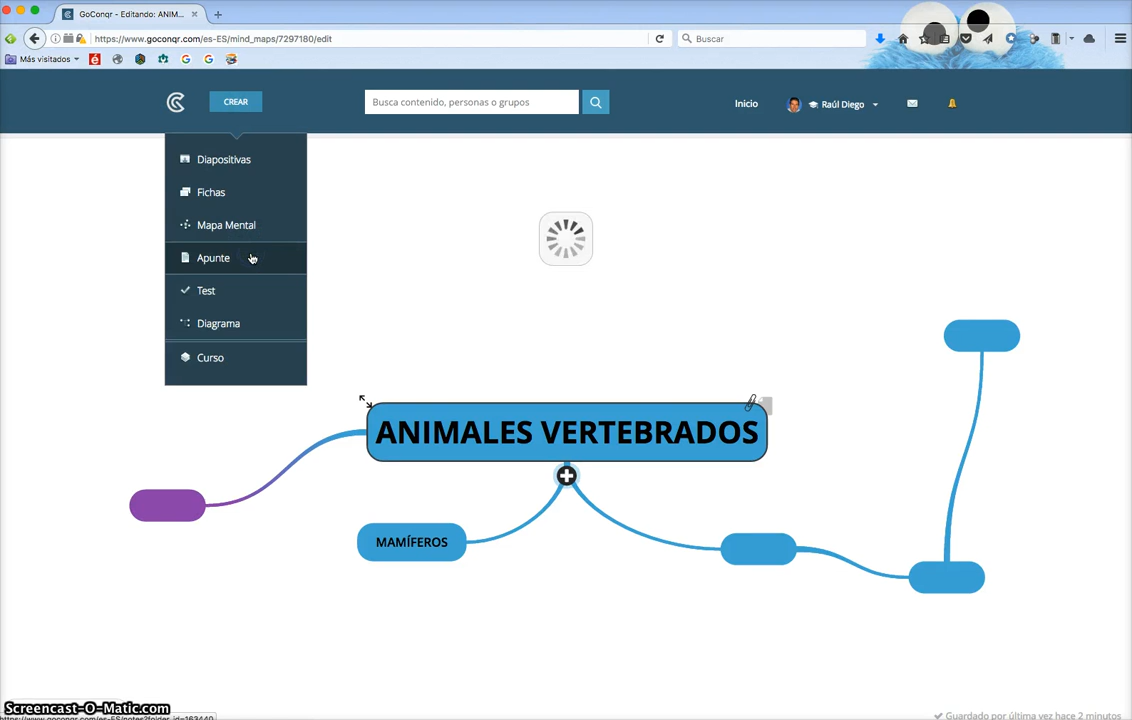 GoConqr - Editando: ANIM...
https://www.goconqr.com/es-ES/mind_maps/7297180/edit
Buscar
Más visitados
CREAR
Busca contenido, personas o grupos
Inicio
Raúl Diego
Diapositivas
Fichas
Mapa Mental
Apunte
Test
Diagrama
Curso
ANIMALES VERTEBRADOS
MAMÍFEROS
Screencast-O-Matic.com
Guardado por última vez hace 2 minutos